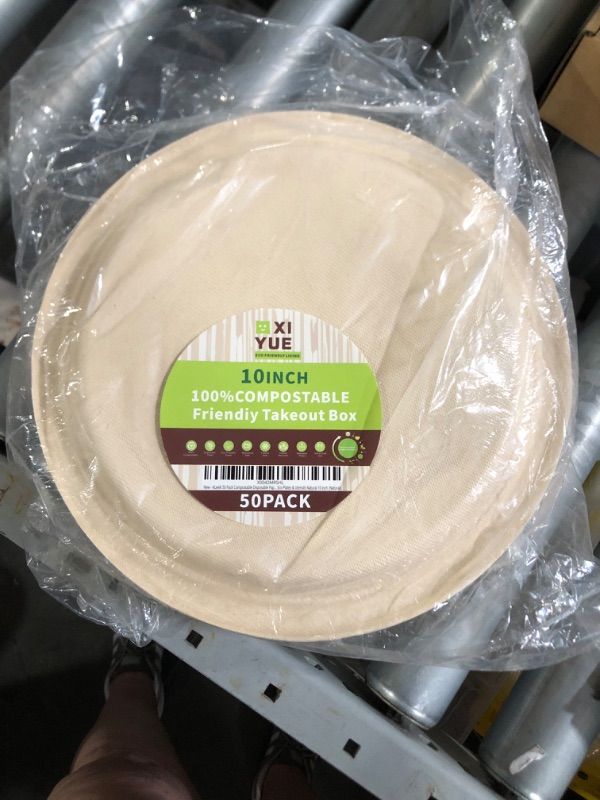 XI
YUE
ECO-FRIENDLY LIVING
10INCH
100%COMPOSTABLE
Friendiy Takeout Box
50PACK